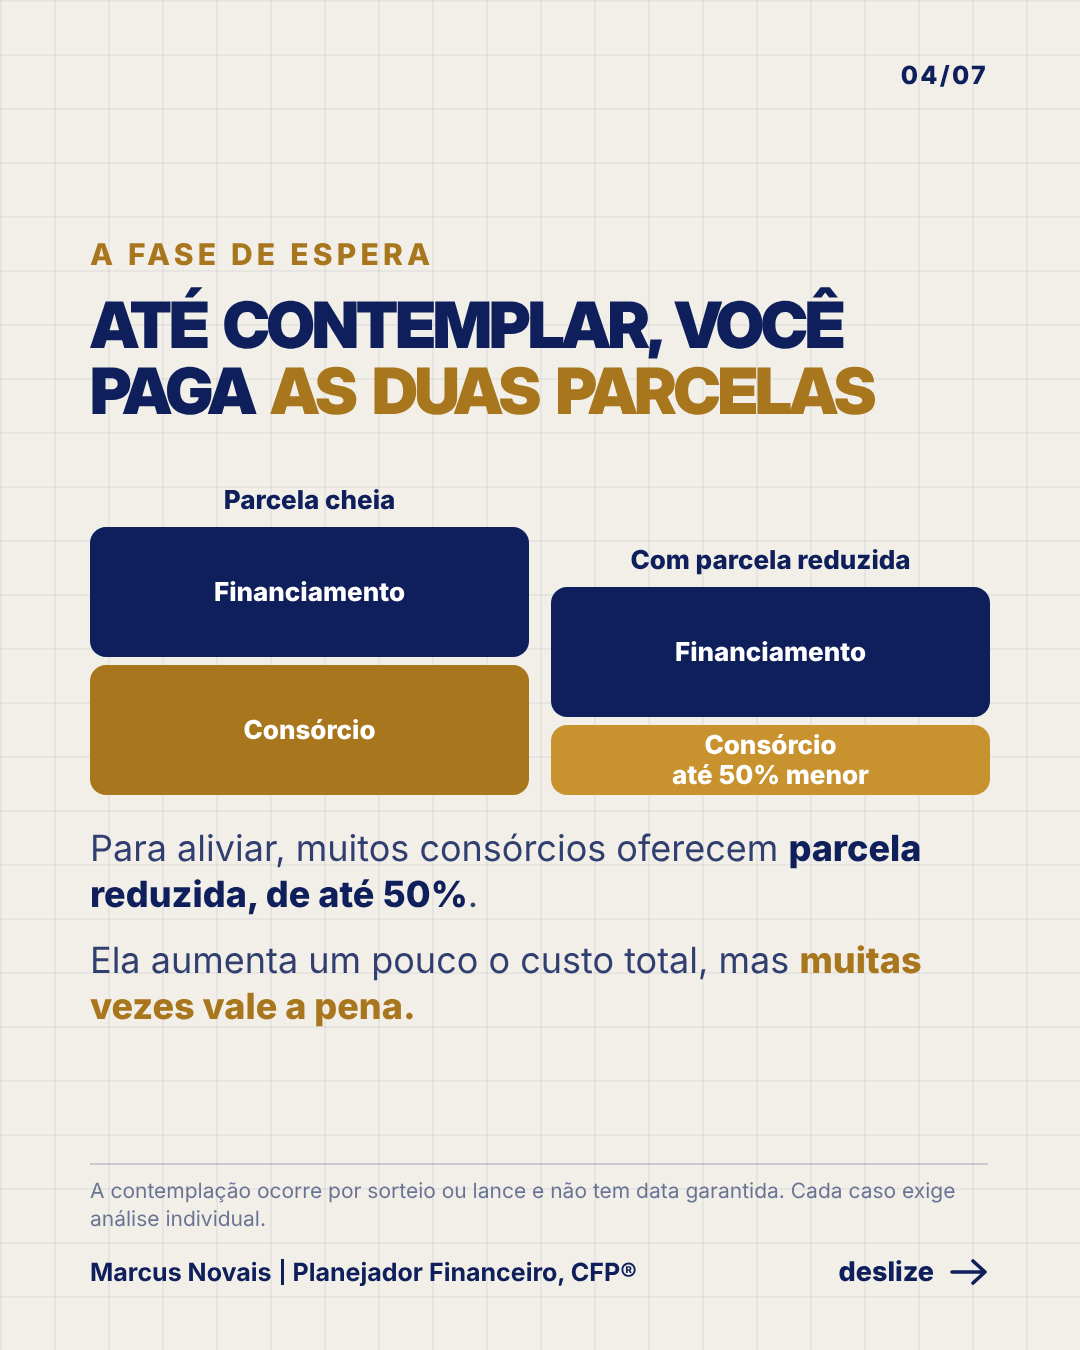 04/07
A FASE DE ESPERA
ATÉ CONTEMPLAR, VOCÊ
PAGA AS DUAS PARCELAS
Parcela cheia
Financiamento
Consórcio
Com parcela reduzida
Financiamento
Consórcio
até 50% menor
Para aliviar, muitos consórcios oferecem parcela
reduzida, de até 50%.
Ela aumenta um pouco o custo total, mas muitas
vezes vale a pena.
A contemplação ocorre por sorteio ou lance e não tem data garantida. Cada caso exige
análise individual.
Marcus Novais | Planejador Financeiro, CFP®
deslize →